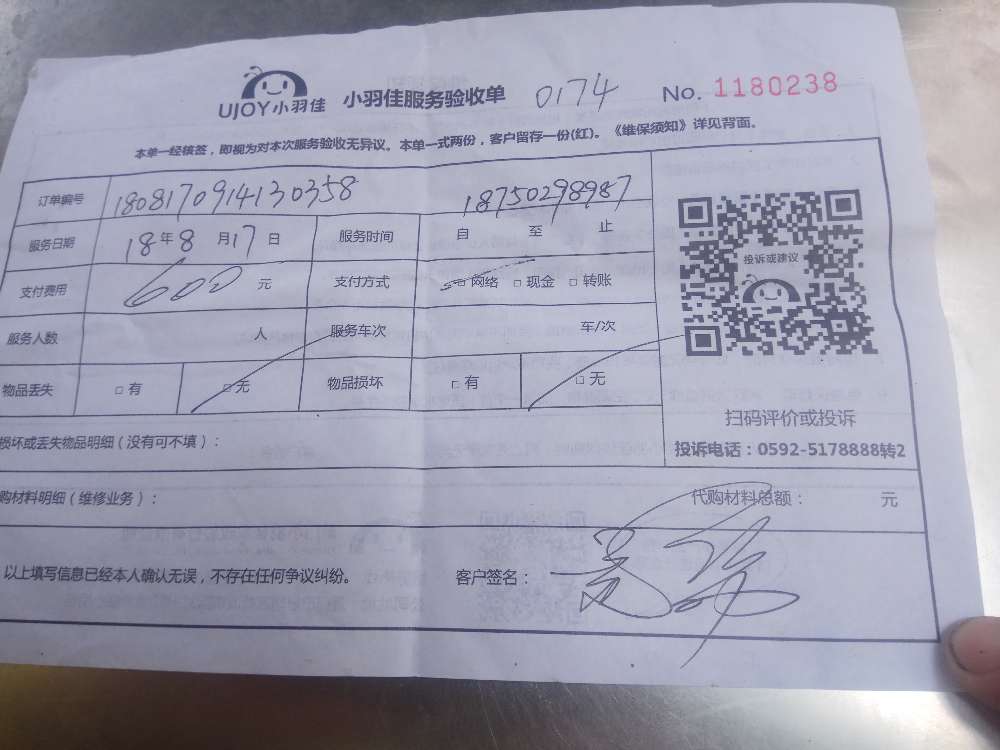 UJOY小羽佳 小羽佳服务验收单 0174 No. 1180238
本单一经核签，即视为对本次服务验收无异议。本单一式两份，客户留存一份(红)。《维保须知》详见背面。
订单编号 1808170914130358 18750298987
服务日期 18年8月17日 服务时间 自 至 止
支付费用 600 元 支付方式 □网络 □现金 □转账
服务人数 人 服务车次 车/次
物品丢失 □有 □无 物品损坏 □有 □无
投诉或建议
扫码评价或投诉
投诉电话：0592-5178888转2
损坏或丢失物品明细（没有可不填）：
购材料明细（维修业务）： 代购材料总额： 元
以上填写信息已经本人确认无误，不存在任何争议纠纷。 客户签名：